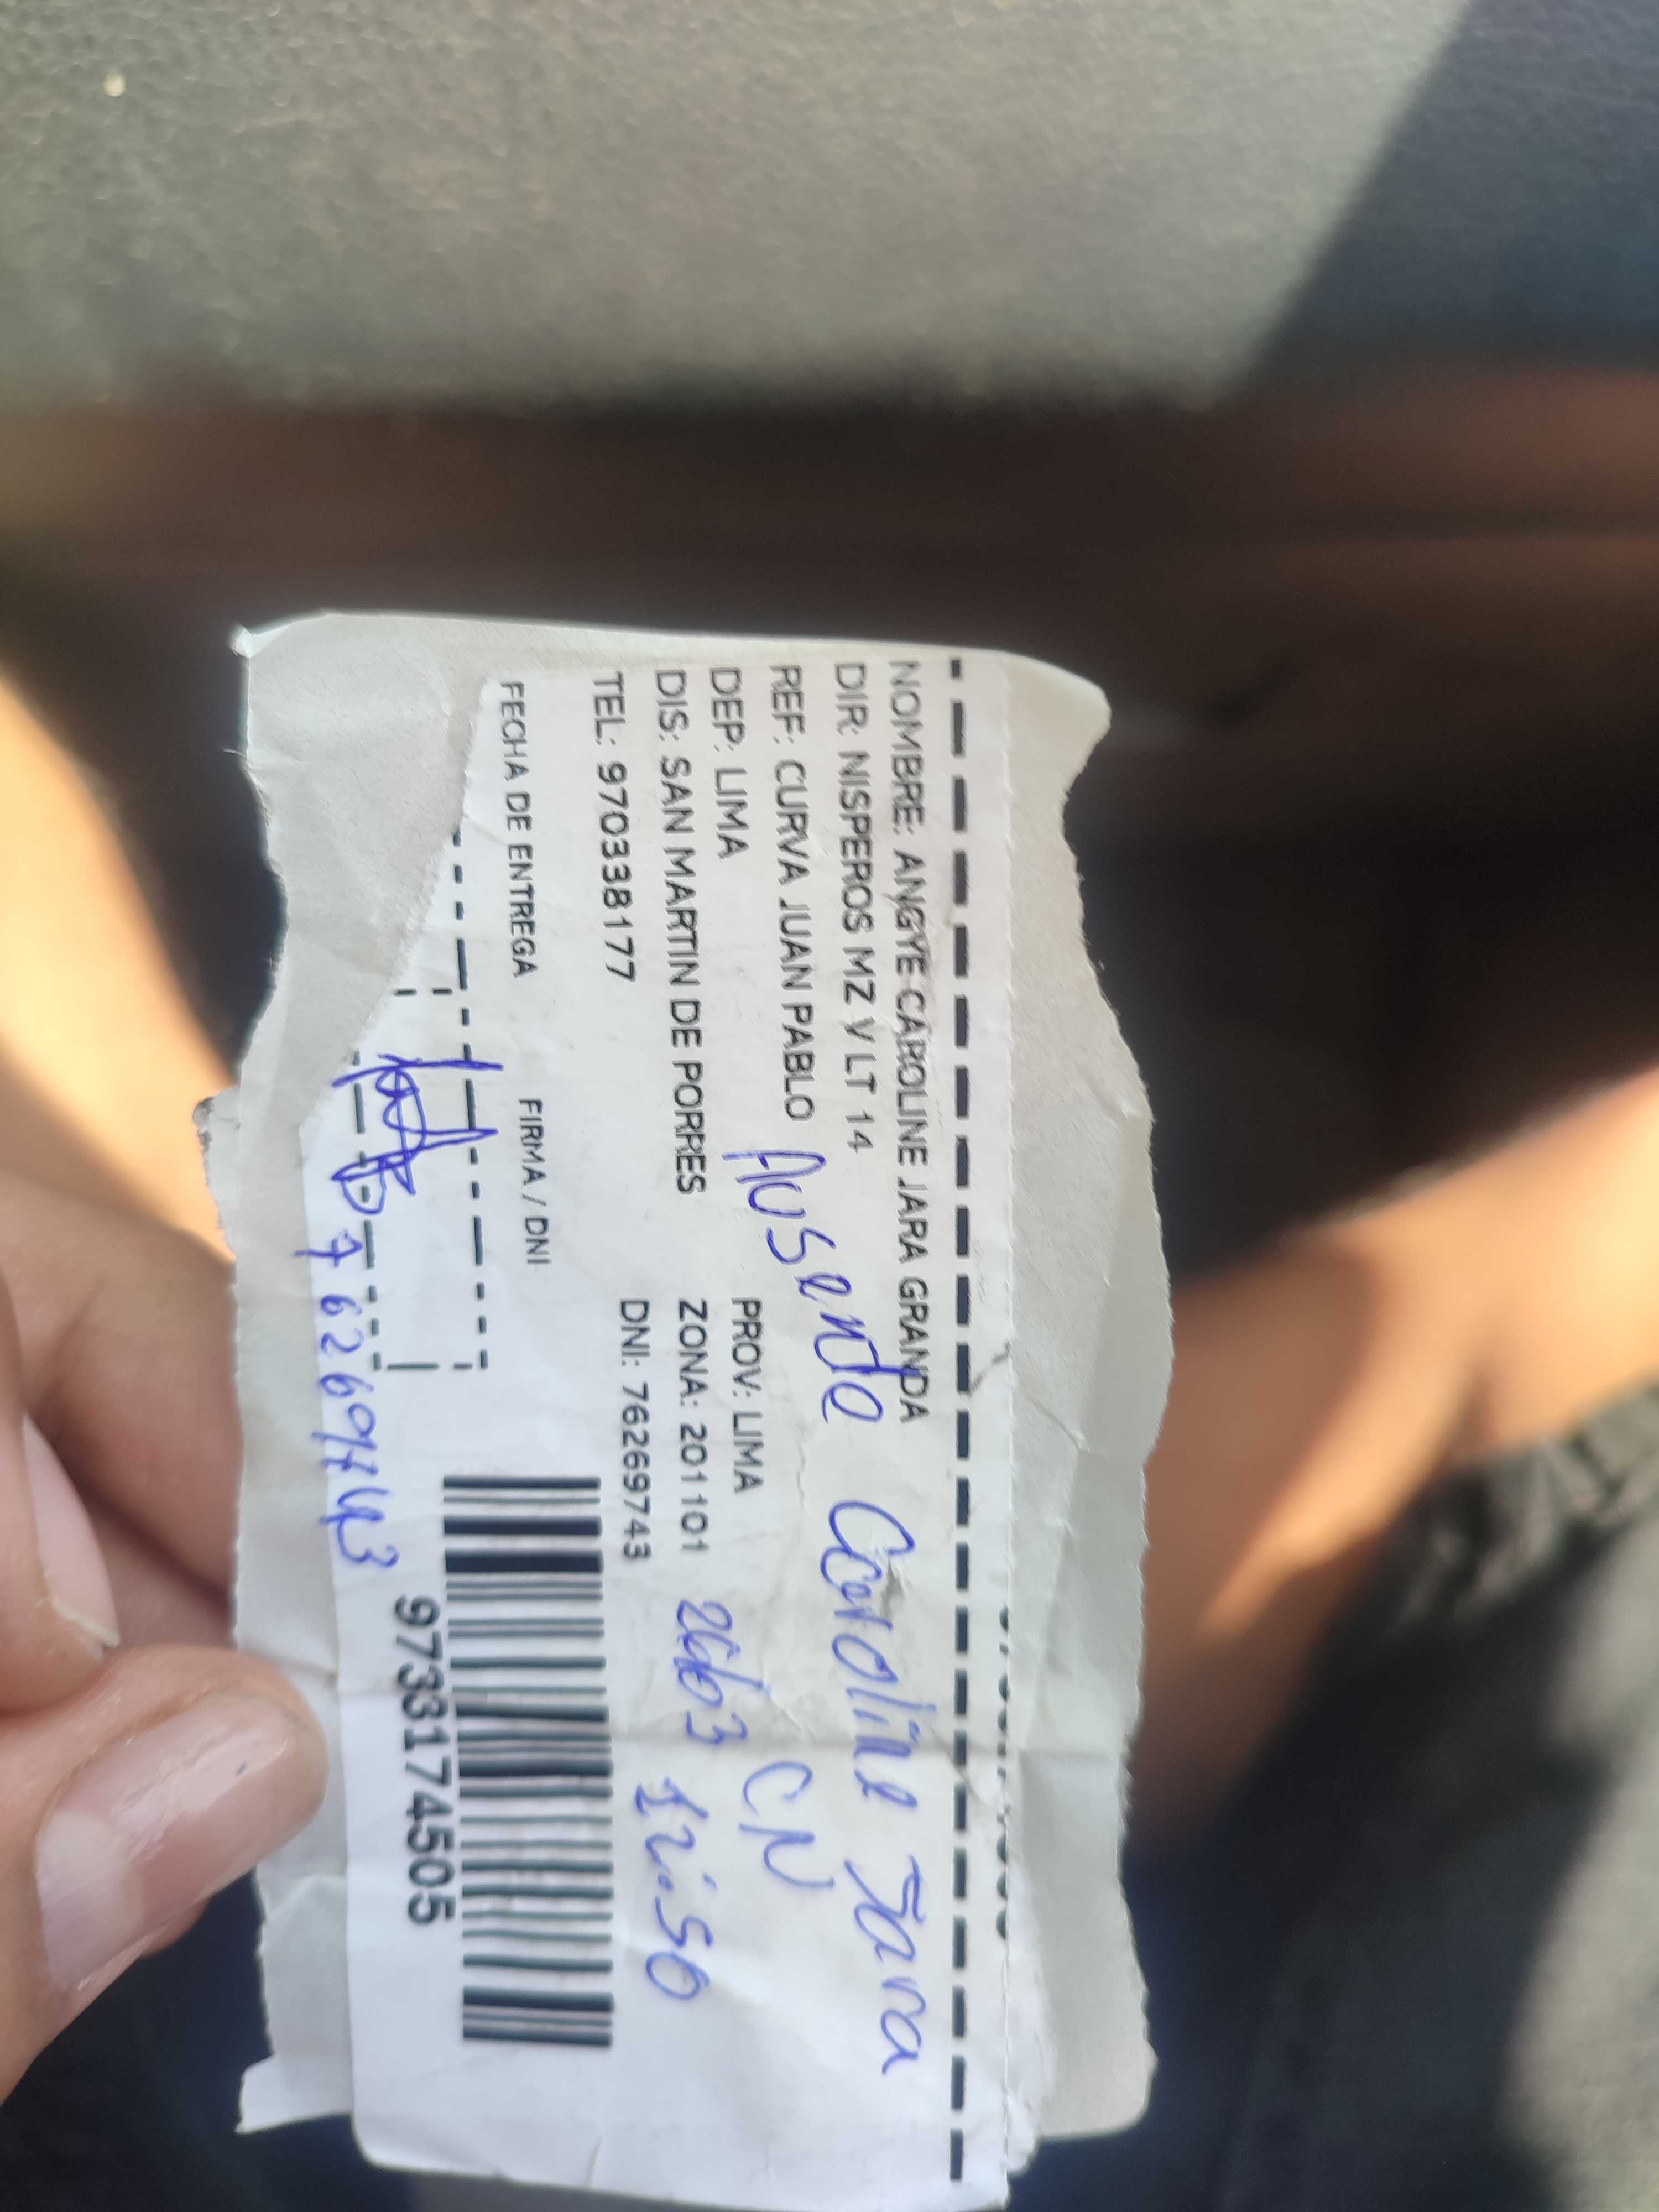 NOMBRE: ANGYE CAROLINE JARA GRANDA
DIR: NISPEROS MZ V LT 14
Caroline Jara
REF: CURVA JUAN PABLO
Ausente
DEP: LIMA PROV: LIMA
CN
DIS: SAN MARTIN DE PORRES ZONA: 201101
TEL: 970338177 DNI: 76269743
12:50
FECHA DE ENTREGA FIRMA / DNI
76269743
97331774505